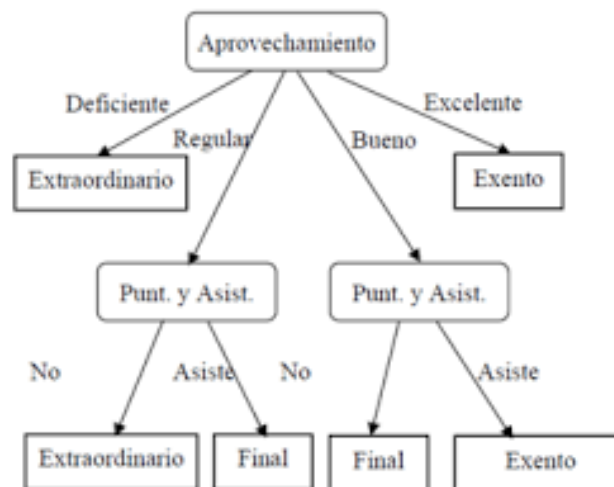 Aprovechamiento
Deficiente
Excelente
Regular
Bueno
Extraordinario
Exento
Punt. y Asist.
Punt. y Asist.
No
Asiste
No
Asiste
Extraordinario
Final
Final
Exento